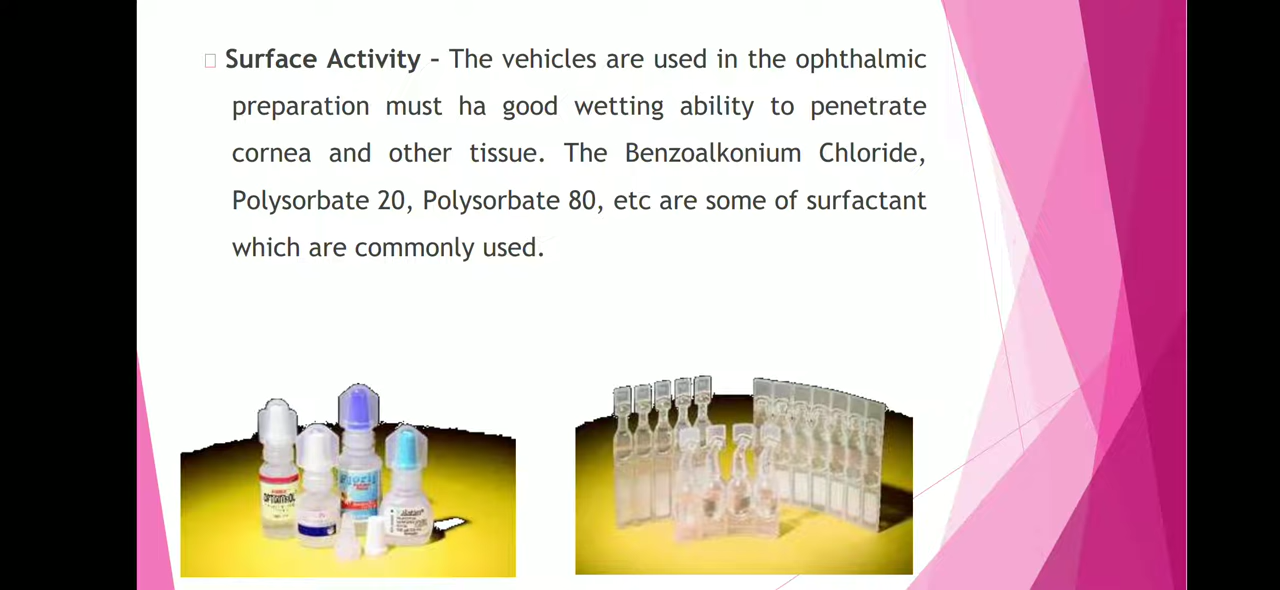 Surface Activity – The vehicles are used in the ophthalmic
preparation must ha good wetting ability to penetrate
cornea and other tissue. The Benzoalkonium Chloride,
Polysorbate 20, Polysorbate 80, etc are some of surfactant
which are commonly used.